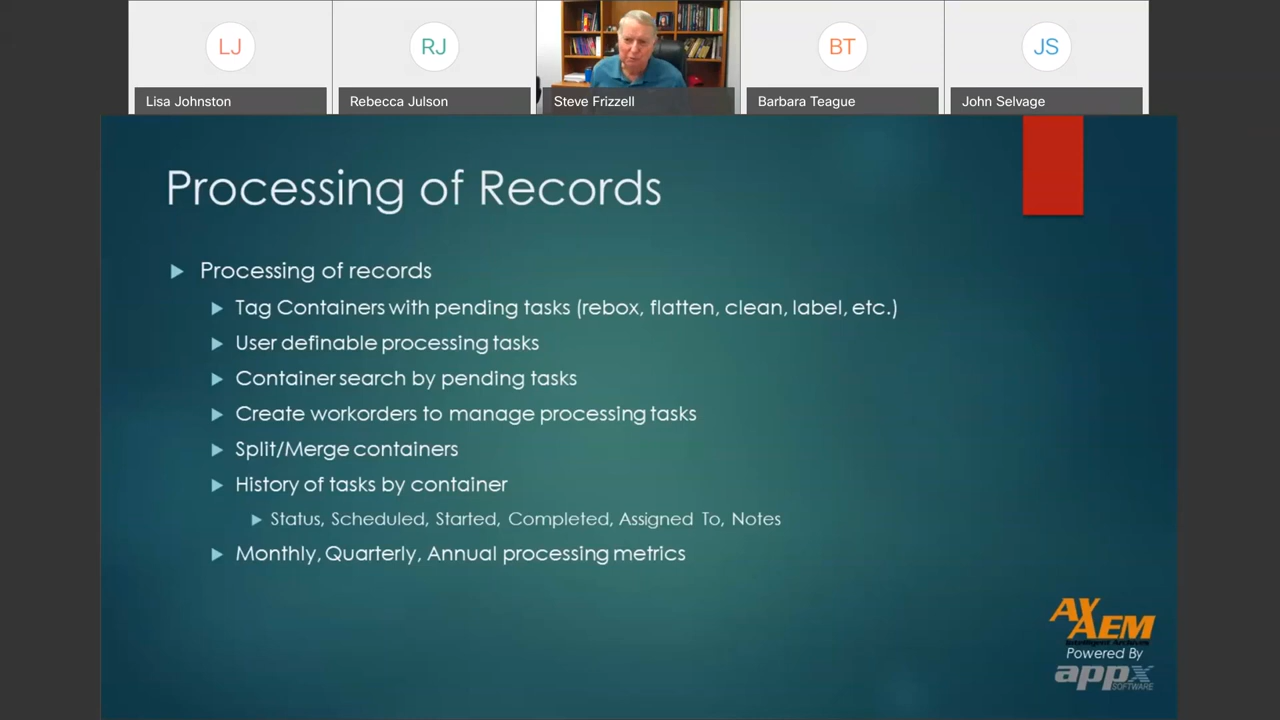 LJ
RJ
BT
JS
Lisa Johnston
Rebecca Julson
Steve Frizzell
Barbara Teague
John Selvage
Processing of Records
Processing of records
Tag Containers with pending tasks (rebox, flatten, clean, label, etc.)
User definable processing tasks
Container search by pending tasks
Create workorders to manage processing tasks
Split/Merge containers
History of tasks by container
Status, Scheduled, Started, Completed, Assigned To, Notes
Monthly, Quarterly, Annual processing metrics
AXAEM
Powered By
appx
SOFTWARE